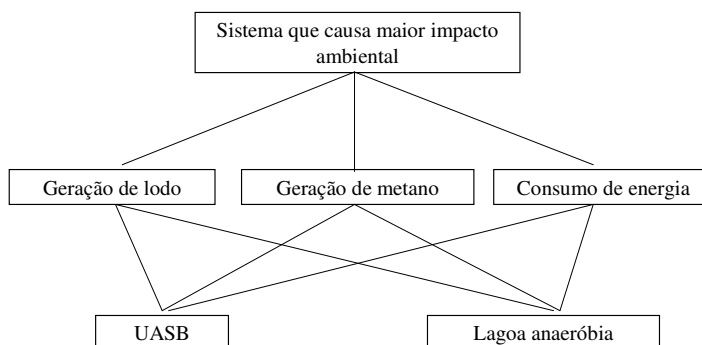 Sistema que causa maior impacto
ambiental
Geração de lodo
Geração de metano
Consumo de energia
UASB
Lagoa anaeróbia